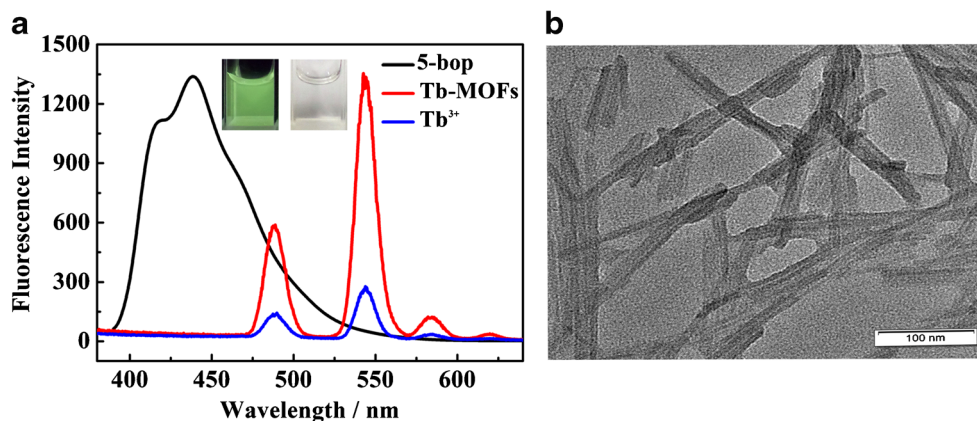 a
b
1500
1200
900
600
300
0
Fluorescence Intensity
5-bop
Tb-MOFs
Tb³⁺
400
450
500
550
600
Wavelength / nm
100 nm